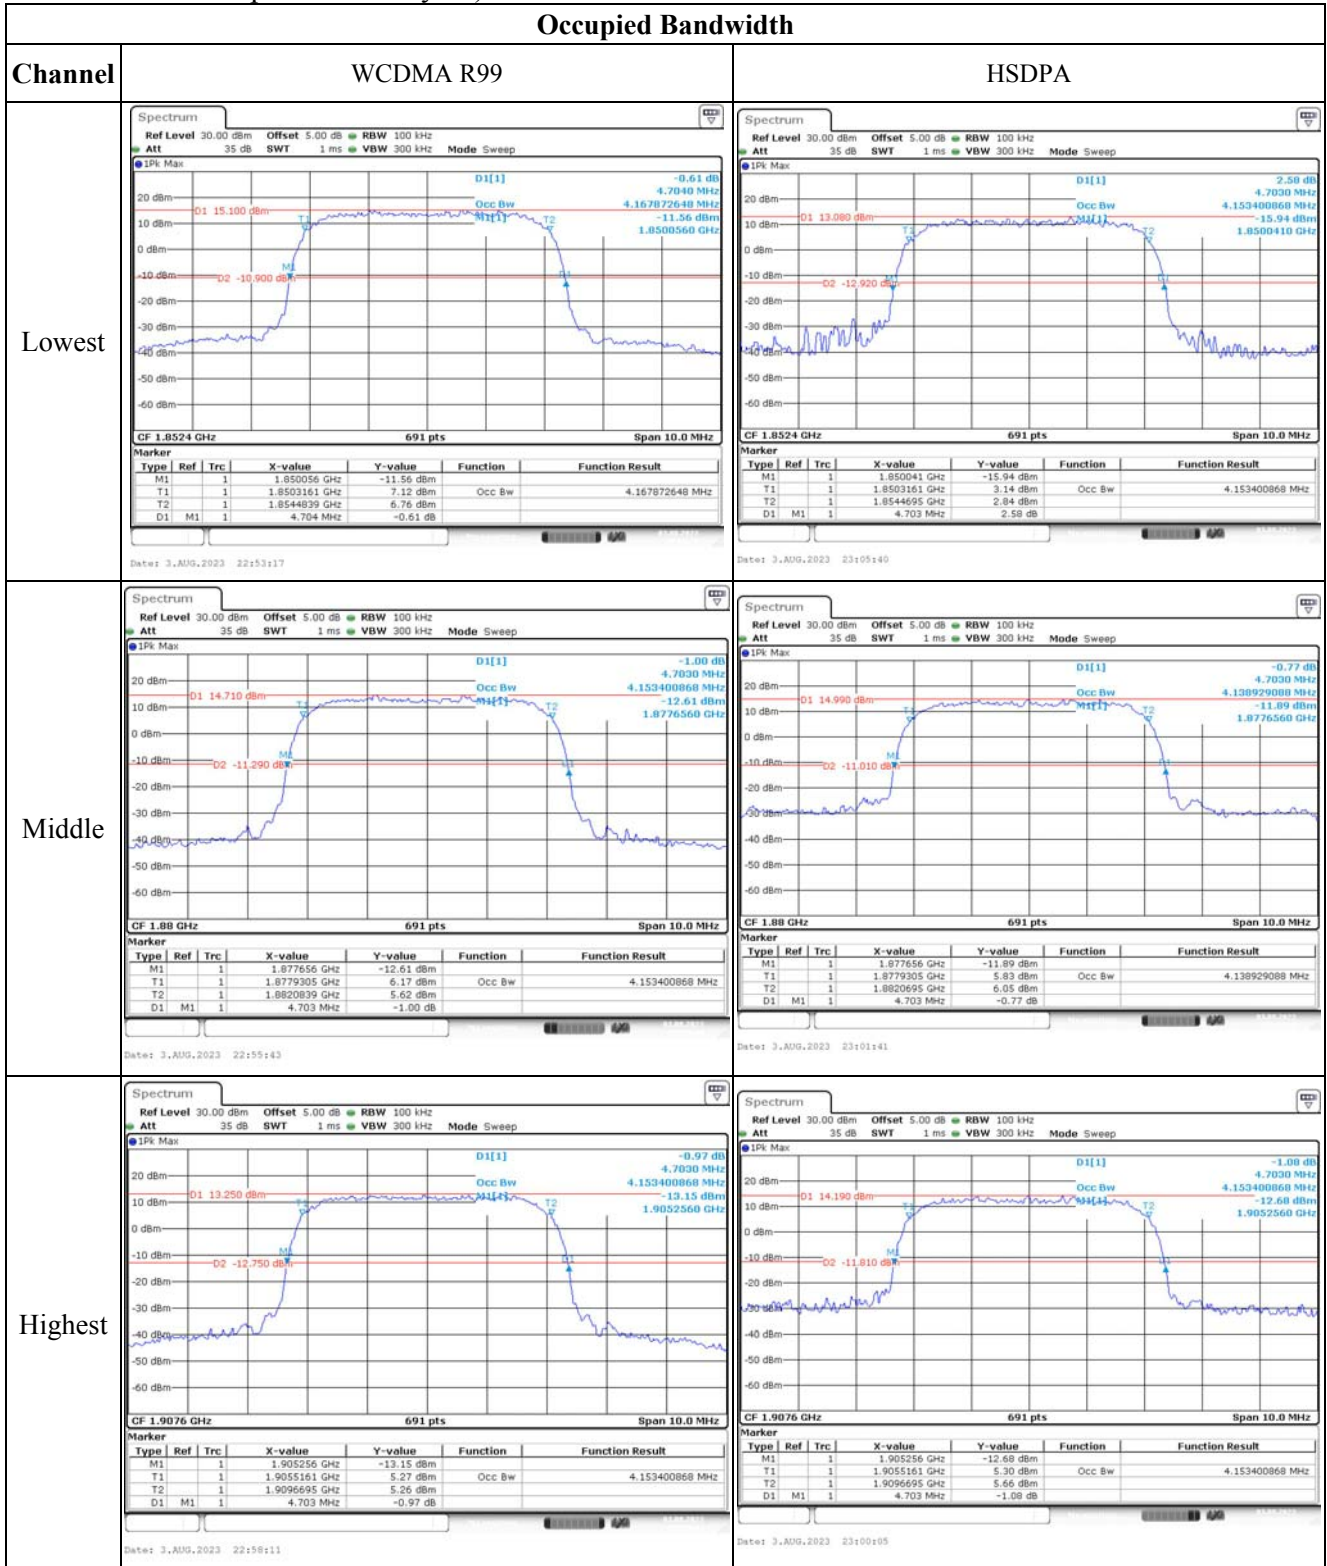 Occupied Bandwidth
Channel WCDMA R99 HSDPA
Lowest
Spectrum
Ref Level 30.00 dBm Offset 5.00 dB RBW 100 kHz
Att 35 dB SWT 1 ms VBW 300 kHz Mode Sweep
1Pk Max
D1[1] -0.61 dB
4.7040 MHz
20 dBm
D1 15.100 dBm
Occ Bw 4.167872648 MHz
T1
T2
10 dBm
M1[1] -11.56 dBm
1.8500560 GHz
0 dBm
M1
D1
-10 dBm
D2 -10.900 dBm
-20 dBm
-30 dBm
-40 dBm
-50 dBm
-60 dBm
CF 1.8524 GHz 691 pts Span 10.0 MHz
Marker
Type Ref Trc X-value Y-value Function Function Result
M1 1 1.850056 GHz -11.56 dBm
T1 1 1.8503161 GHz 7.12 dBm Occ Bw 4.167872648 MHz
T2 1 1.8544839 GHz 6.76 dBm
D1 M1 1 4.704 MHz -0.61 dB
Date: 3.AUG.2023 22:53:17
Spectrum
Ref Level 30.00 dBm Offset 5.00 dB RBW 100 kHz
Att 35 dB SWT 1 ms VBW 300 kHz Mode Sweep
1Pk Max
D1[1] 2.58 dB
4.7030 MHz
20 dBm
Occ Bw 4.153400868 MHz
D1 13.080 dBm
M1[1] -15.94 dBm
10 dBm
T1
T2
1.8500410 GHz
0 dBm
-10 dBm
M1
D1
D2 -12.920 dBm
-20 dBm
-30 dBm
-40 dBm
-50 dBm
-60 dBm
CF 1.8524 GHz 691 pts Span 10.0 MHz
Marker
Type Ref Trc X-value Y-value Function Function Result
M1 1 1.850041 GHz -15.94 dBm
T1 1 1.8503161 GHz 3.14 dBm Occ Bw 4.153400868 MHz
T2 1 1.8544695 GHz 2.84 dBm
D1 M1 1 4.703 MHz 2.58 dB
Date: 3.AUG.2023 23:05:40
Middle
Spectrum
Ref Level 30.00 dBm Offset 5.00 dB RBW 100 kHz
Att 35 dB SWT 1 ms VBW 300 kHz Mode Sweep
1Pk Max
D1[1] -1.00 dB
4.7030 MHz
20 dBm
Occ Bw 4.153400868 MHz
D1 14.710 dBm
M1[1] -12.61 dBm
T1
T2
10 dBm
1.8776560 GHz
0 dBm
M1
-10 dBm
D2 -11.290 dBm
-20 dBm
-30 dBm
-40 dBm
-50 dBm
-60 dBm
CF 1.88 GHz 691 pts Span 10.0 MHz
Marker
Type Ref Trc X-value Y-value Function Function Result
M1 1 1.877656 GHz -12.61 dBm
T1 1 1.8779305 GHz 6.17 dBm Occ Bw 4.153400868 MHz
T2 1 1.8820839 GHz 5.62 dBm
D1 M1 1 4.703 MHz -1.00 dB
Date: 3.AUG.2023 22:55:43
Spectrum
Ref Level 30.00 dBm Offset 5.00 dB RBW 100 kHz
Att 35 dB SWT 1 ms VBW 300 kHz Mode Sweep
1Pk Max
D1[1] -0.77 dB
4.7030 MHz
20 dBm
Occ Bw 4.138929088 MHz
D1 14.990 dBm
M1[1] -11.89 dBm
T1
T2
10 dBm
1.8776560 GHz
0 dBm
M1
-10 dBm
D2 -11.010 dBm
-20 dBm
-30 dBm
-40 dBm
-50 dBm
-60 dBm
CF 1.88 GHz 691 pts Span 10.0 MHz
Marker
Type Ref Trc X-value Y-value Function Function Result
M1 1 1.877656 GHz -11.89 dBm
T1 1 1.8779305 GHz 5.83 dBm Occ Bw 4.138929088 MHz
T2 1 1.8820695 GHz 6.05 dBm
D1 M1 1 4.703 MHz -0.77 dB
Date: 3.AUG.2023 23:01:41
Highest
Spectrum
Ref Level 30.00 dBm Offset 5.00 dB RBW 100 kHz
Att 35 dB SWT 1 ms VBW 300 kHz Mode Sweep
1Pk Max
D1[1] -0.97 dB
4.7030 MHz
20 dBm
Occ Bw 4.153400868 MHz
D1 13.250 dBm
M1[1] -13.15 dBm
10 dBm
T1
T2
1.9052560 GHz
0 dBm
-10 dBm
M1
D1
D2 -12.750 dBm
-20 dBm
-30 dBm
-40 dBm
-50 dBm
-60 dBm
CF 1.9076 GHz 691 pts Span 10.0 MHz
Marker
Type Ref Trc X-value Y-value Function Function Result
M1 1 1.905256 GHz -13.15 dBm
T1 1 1.9055161 GHz 5.27 dBm Occ Bw 4.153400868 MHz
T2 1 1.9096695 GHz 5.26 dBm
D1 M1 1 4.703 MHz -0.97 dB
Date: 3.AUG.2023 22:58:11
Spectrum
Ref Level 30.00 dBm Offset 5.00 dB RBW 100 kHz
Att 35 dB SWT 1 ms VBW 300 kHz Mode Sweep
1Pk Max
D1[1] -1.08 dB
4.7030 MHz
20 dBm
Occ Bw 4.153400868 MHz
D1 14.190 dBm
M1[1] -12.68 dBm
10 dBm
T1
T2
1.9052560 GHz
0 dBm
M1
-10 dBm
D2 -11.810 dBm
-20 dBm
-30 dBm
-40 dBm
-50 dBm
-60 dBm
CF 1.9076 GHz 691 pts Span 10.0 MHz
Marker
Type Ref Trc X-value Y-value Function Function Result
M1 1 1.905256 GHz -12.68 dBm
T1 1 1.9055161 GHz 5.30 dBm Occ Bw 4.153400868 MHz
T2 1 1.9096695 GHz 5.66 dBm
D1 M1 1 4.703 MHz -1.08 dB
Date: 3.AUG.2023 23:00:05